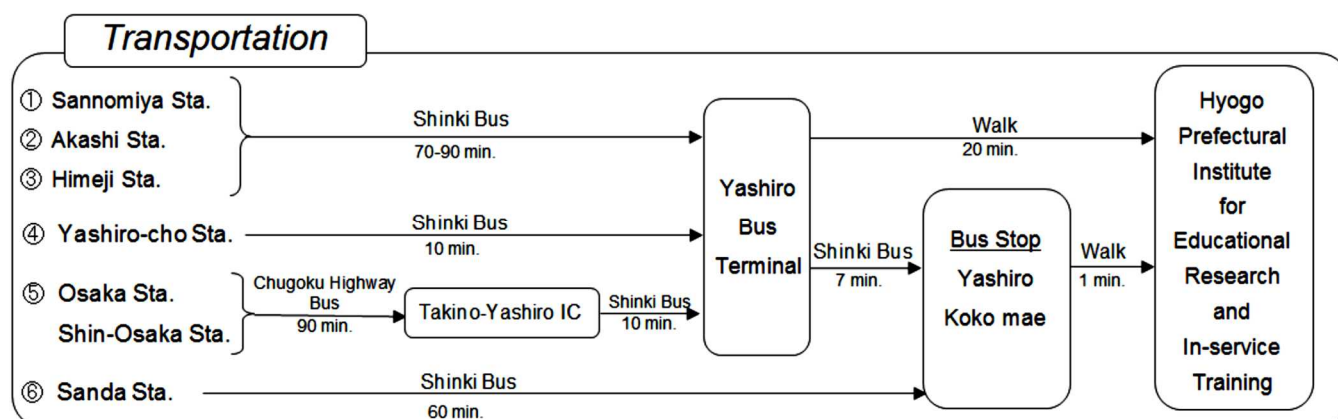 Transportation
① Sannomiya Sta.
② Akashi Sta.
③ Himeji Sta.
Shinki Bus
70-90 min.
④ Yashiro-cho Sta.
Shinki Bus
10 min.
⑤ Osaka Sta.
Shin-Osaka Sta.
Chugoku Highway
Bus
90 min.
Takino-Yashiro IC
Shinki Bus
10 min.
⑥ Sanda Sta.
Shinki Bus
60 min.
Yashiro
Bus
Terminal
Walk
20 min.
Shinki Bus
7 min.
Bus Stop
Yashiro
Koko mae
Walk
1 min.
Hyogo
Prefectural
Institute
for
Educational
Research
and
In-service
Training